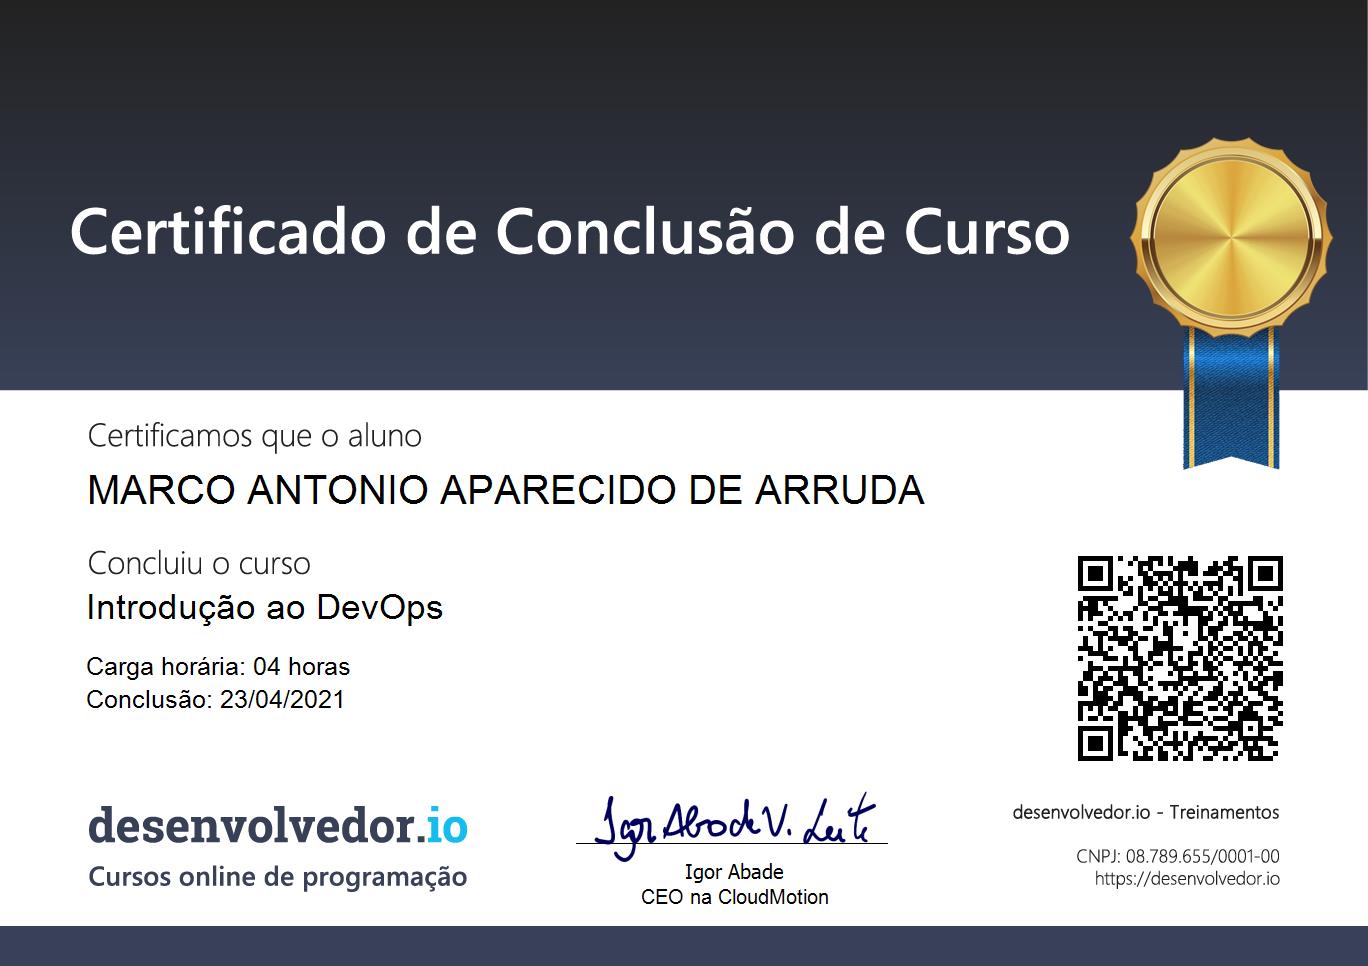 Certificado de Conclusão de Curso
Certificamos que o aluno
MARCO ANTONIO APARECIDO DE ARRUDA
Concluiu o curso
Introdução ao DevOps
Carga horária: 04 horas
Conclusão: 23/04/2021
desenvolvedor.io
Cursos online de programação
Igor Abade V. Leite
Igor Abade
CEO na CloudMotion
desenvolvedor.io - Treinamentos
CNPJ: 08.789.655/0001-00
https://desenvolvedor.io